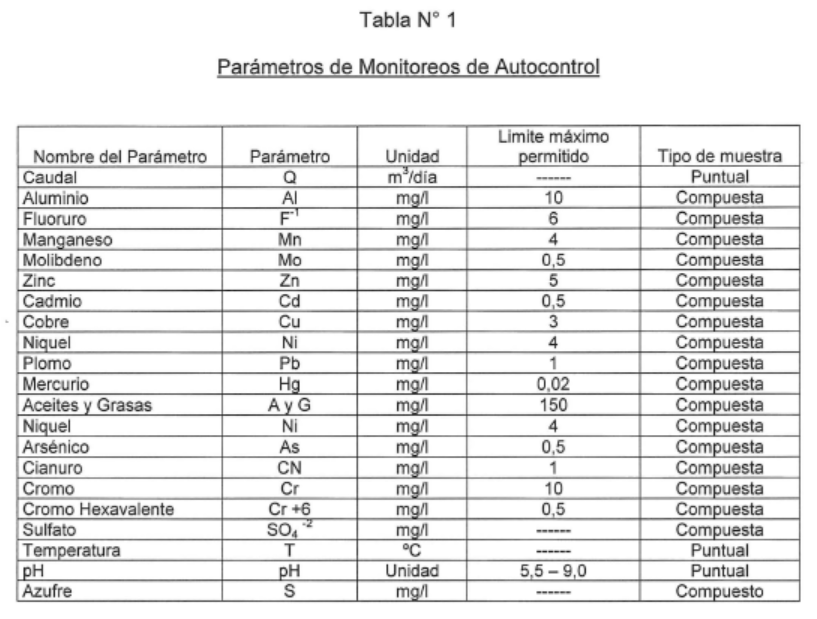 Tabla N° 1
Parámetros de Monitoreos de Autocontrol
Nombre del Parámetro Parámetro Unidad Limite máximo permitido Tipo de muestra
Caudal Q m³/día ------ Puntual
Aluminio Al mg/l 10 Compuesta
Fluoruro F⁻¹ mg/l 6 Compuesta
Manganeso Mn mg/l 4 Compuesta
Molibdeno Mo mg/l 0,5 Compuesta
Zinc Zn mg/l 5 Compuesta
Cadmio Cd mg/l 0,5 Compuesta
Cobre Cu mg/l 3 Compuesta
Niquel Ni mg/l 4 Compuesta
Plomo Pb mg/l 1 Compuesta
Mercurio Hg mg/l 0,02 Compuesta
Aceites y Grasas A y G mg/l 150 Compuesta
Niquel Ni mg/l 4 Compuesta
Arsénico As mg/l 0,5 Compuesta
Cianuro CN mg/l 1 Compuesta
Cromo Cr mg/l 10 Compuesta
Cromo Hexavalente Cr +6 mg/l 0,5 Compuesta
Sulfato SO₄ ⁻² mg/l ------ Compuesta
Temperatura T ºC ------ Puntual
pH pH Unidad 5,5 – 9,0 Puntual
Azufre S mg/l ------ Compuesto